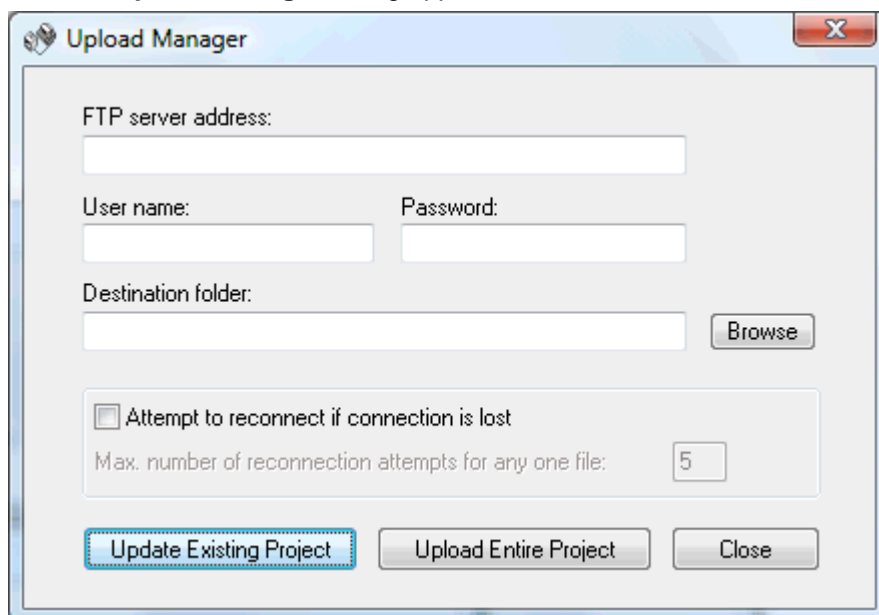 Upload Manager
FTP server address:
User name: Password:
Destination folder:
Browse
Attempt to reconnect if connection is lost
Max. number of reconnection attempts for any one file: 5
Update Existing Project Upload Entire Project Close